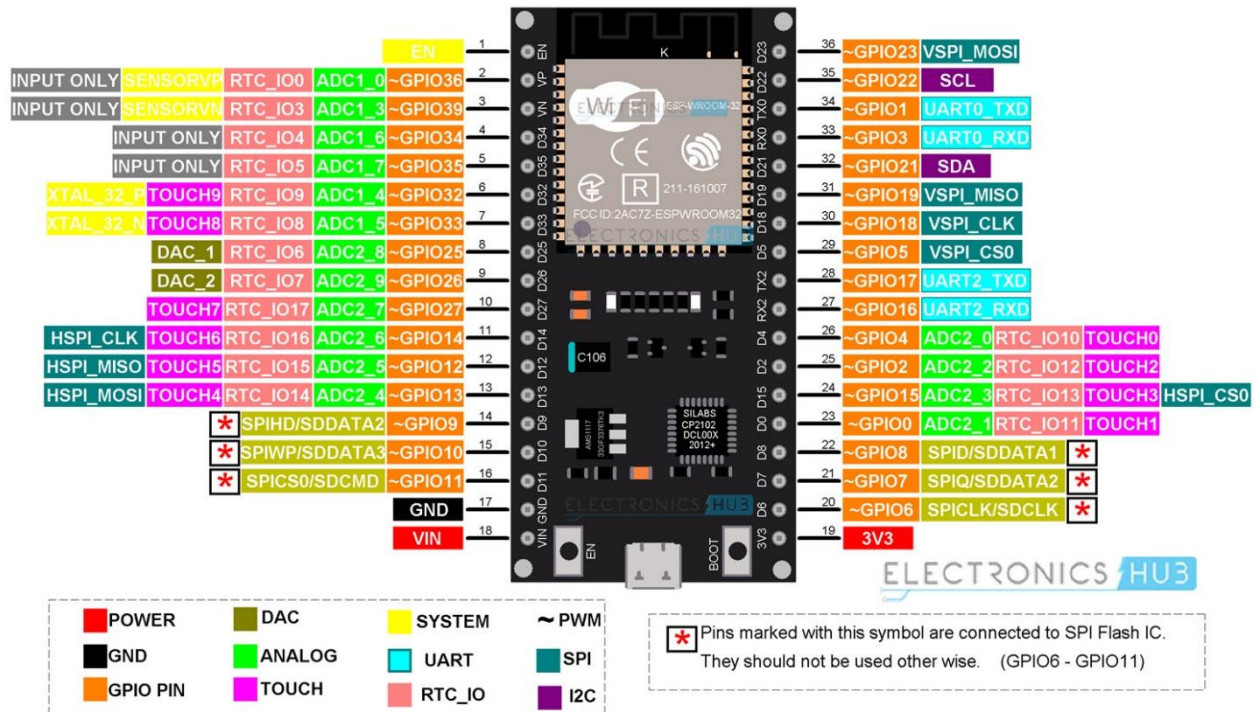 EN 1 EN
INPUT ONLY SENSORVP RTC_IO0 ADC1_0 ~GPIO36 2 VP
INPUT ONLY SENSORVN RTC_IO3 ADC1_3 ~GPIO39 3 VN
INPUT ONLY RTC_IO4 ADC1_6 ~GPIO34 4 D34
INPUT ONLY RTC_IO5 ADC1_7 ~GPIO35 5 D35
XTAL_32_P TOUCH9 RTC_IO9 ADC1_4 ~GPIO32 6 D32
XTAL_32_N TOUCH8 RTC_IO8 ADC1_5 ~GPIO33 7 D33
DAC_1 RTC_IO6 ADC2_8 ~GPIO25 8 D25
DAC_2 RTC_IO7 ADC2_9 ~GPIO26 9 D26
TOUCH7 RTC_IO17 ADC2_7 ~GPIO27 10 D27
HSPI_CLK TOUCH6 RTC_IO16 ADC2_6 ~GPIO14 11 D14
HSPI_MISO TOUCH5 RTC_IO15 ADC2_5 ~GPIO12 12 D12
HSPI_MOSI TOUCH4 RTC_IO14 ADC2_4 ~GPIO13 13 D13
* SPIHD/SDDATA2 ~GPIO9 14 D9
* SPIWP/SDDATA3 ~GPIO10 15 D10
* SPICS0/SDCMD ~GPIO11 16 D11
GND 17 GND
VIN 18 VIN
K
WiFi ESP-WROOM-32
CE
R 211-161007
FCC ID:2AC7Z-ESPWROOM32
ELECTRONICS HUB
C106
AMS1117
SILABS
CP2102
DCL00X
2012+
ELECTRONICS HUB
EN
BOOT
D23 36 ~GPIO23 VSPI_MOSI
D22 35 ~GPIO22 SCL
TX0 34 ~GPIO1 UART0_TXD
RX0 33 ~GPIO3 UART0_RXD
D21 32 ~GPIO21 SDA
D19 31 ~GPIO19 VSPI_MISO
D18 30 ~GPIO18 VSPI_CLK
D5 29 ~GPIO5 VSPI_CS0
TX2 28 ~GPIO17 UART2_TXD
RX2 27 ~GPIO16 UART2_RXD
D4 26 ~GPIO4 ADC2_0 RTC_IO10 TOUCH0
D2 25 ~GPIO2 ADC2_2 RTC_IO12 TOUCH2
D15 24 ~GPIO15 ADC2_3 RTC_IO13 TOUCH3 HSPI_CS0
D0 23 ~GPIO0 ADC2_1 RTC_IO11 TOUCH1
D8 22 ~GPIO8 SPID/SDDATA1 *
D7 21 ~GPIO7 SPIQ/SDDATA2 *
D6 20 ~GPIO6 SPICLK/SDCLK *
3V3 19 3V3
ELECTRONICS HUB
POWER DAC SYSTEM ~ PWM
GND ANALOG UART SPI
GPIO PIN TOUCH RTC_IO I2C
* Pins marked with this symbol are connected to SPI Flash IC.
They should not be used other wise. (GPIO6 - GPIO11)